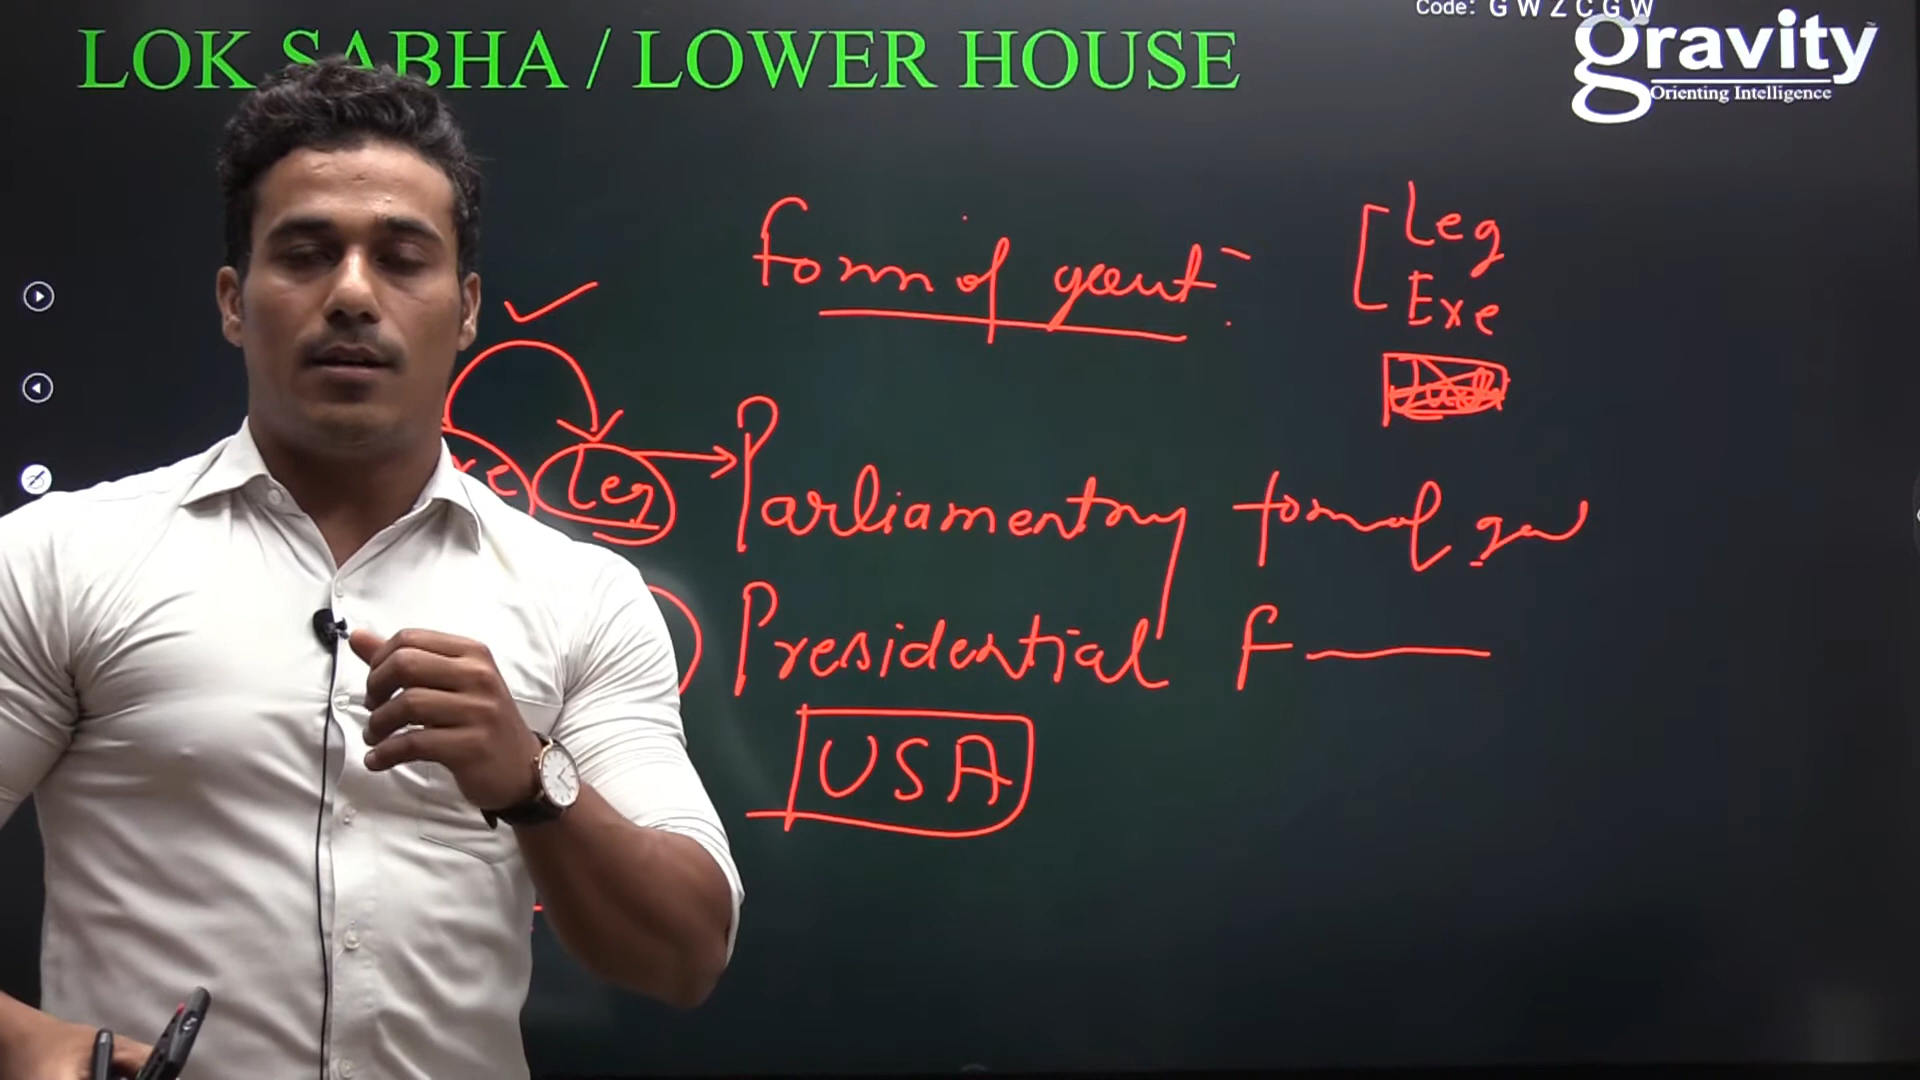 Code: G W Z C G W
LOK SABHA / LOWER HOUSE
gravity
Orienting Intelligence
form of govt :-
Leg
Exe
Leg
Parliamentry form of gov
Presidential F
USA